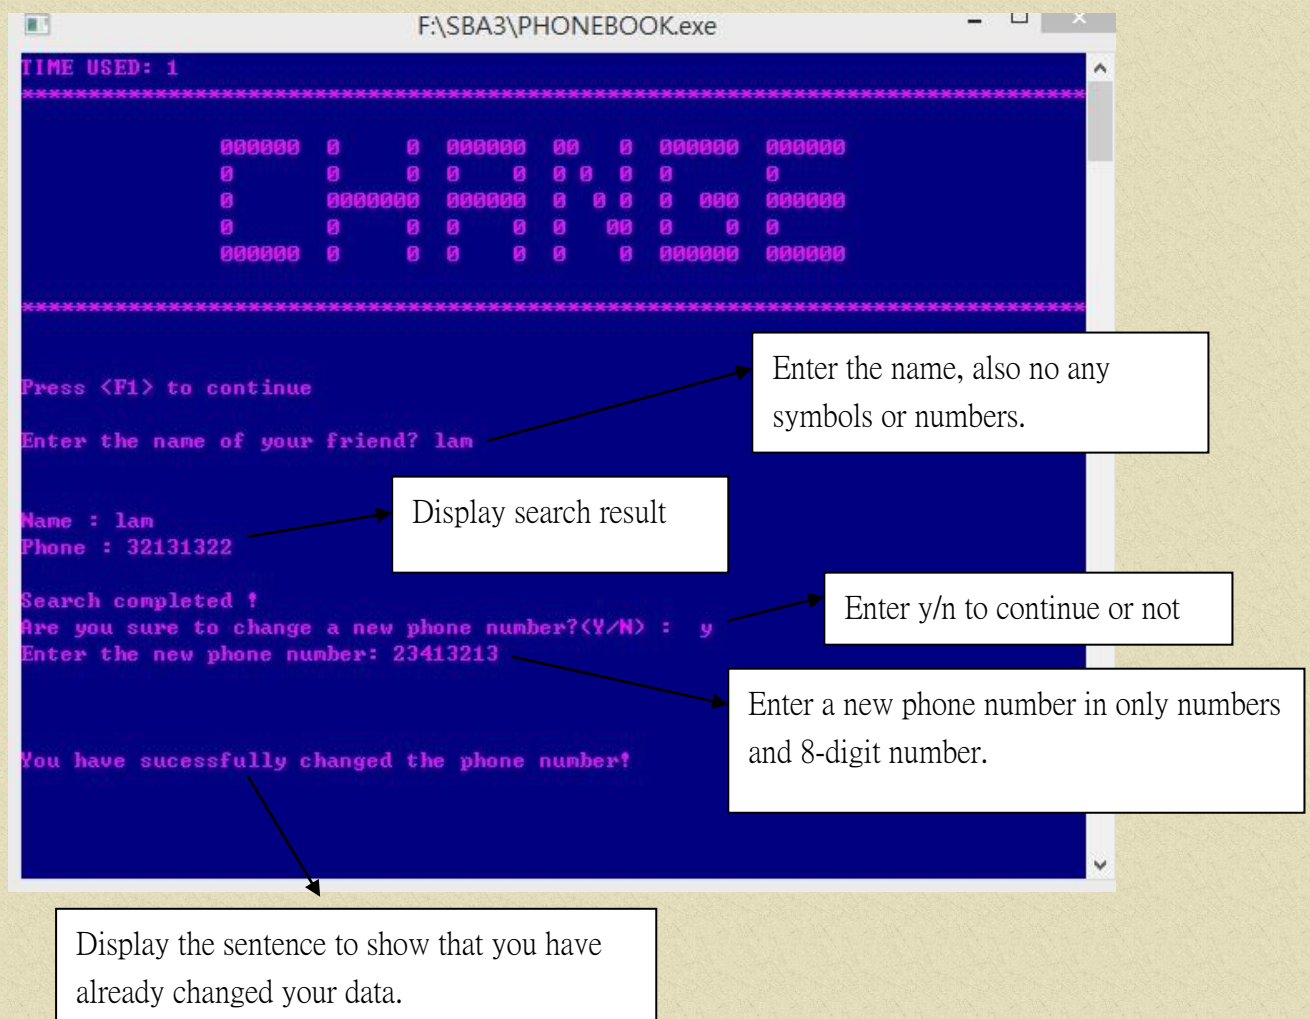 F:\SBA3\PHONEBOOK.exe
TIME USED: 1
CHANGE
Press <F1> to continue
Enter the name of your friend? lam
Name : lam
Phone : 32131322
Search completed !
Are you sure to change a new phone number?(Y/N) : y
Enter the new phone number: 23413213
You have sucessfully changed the phone number!
Enter the name, also no any
symbols or numbers.
Display search result
Enter y/n to continue or not
Enter a new phone number in only numbers
and 8-digit number.
Display the sentence to show that you have
already changed your data.